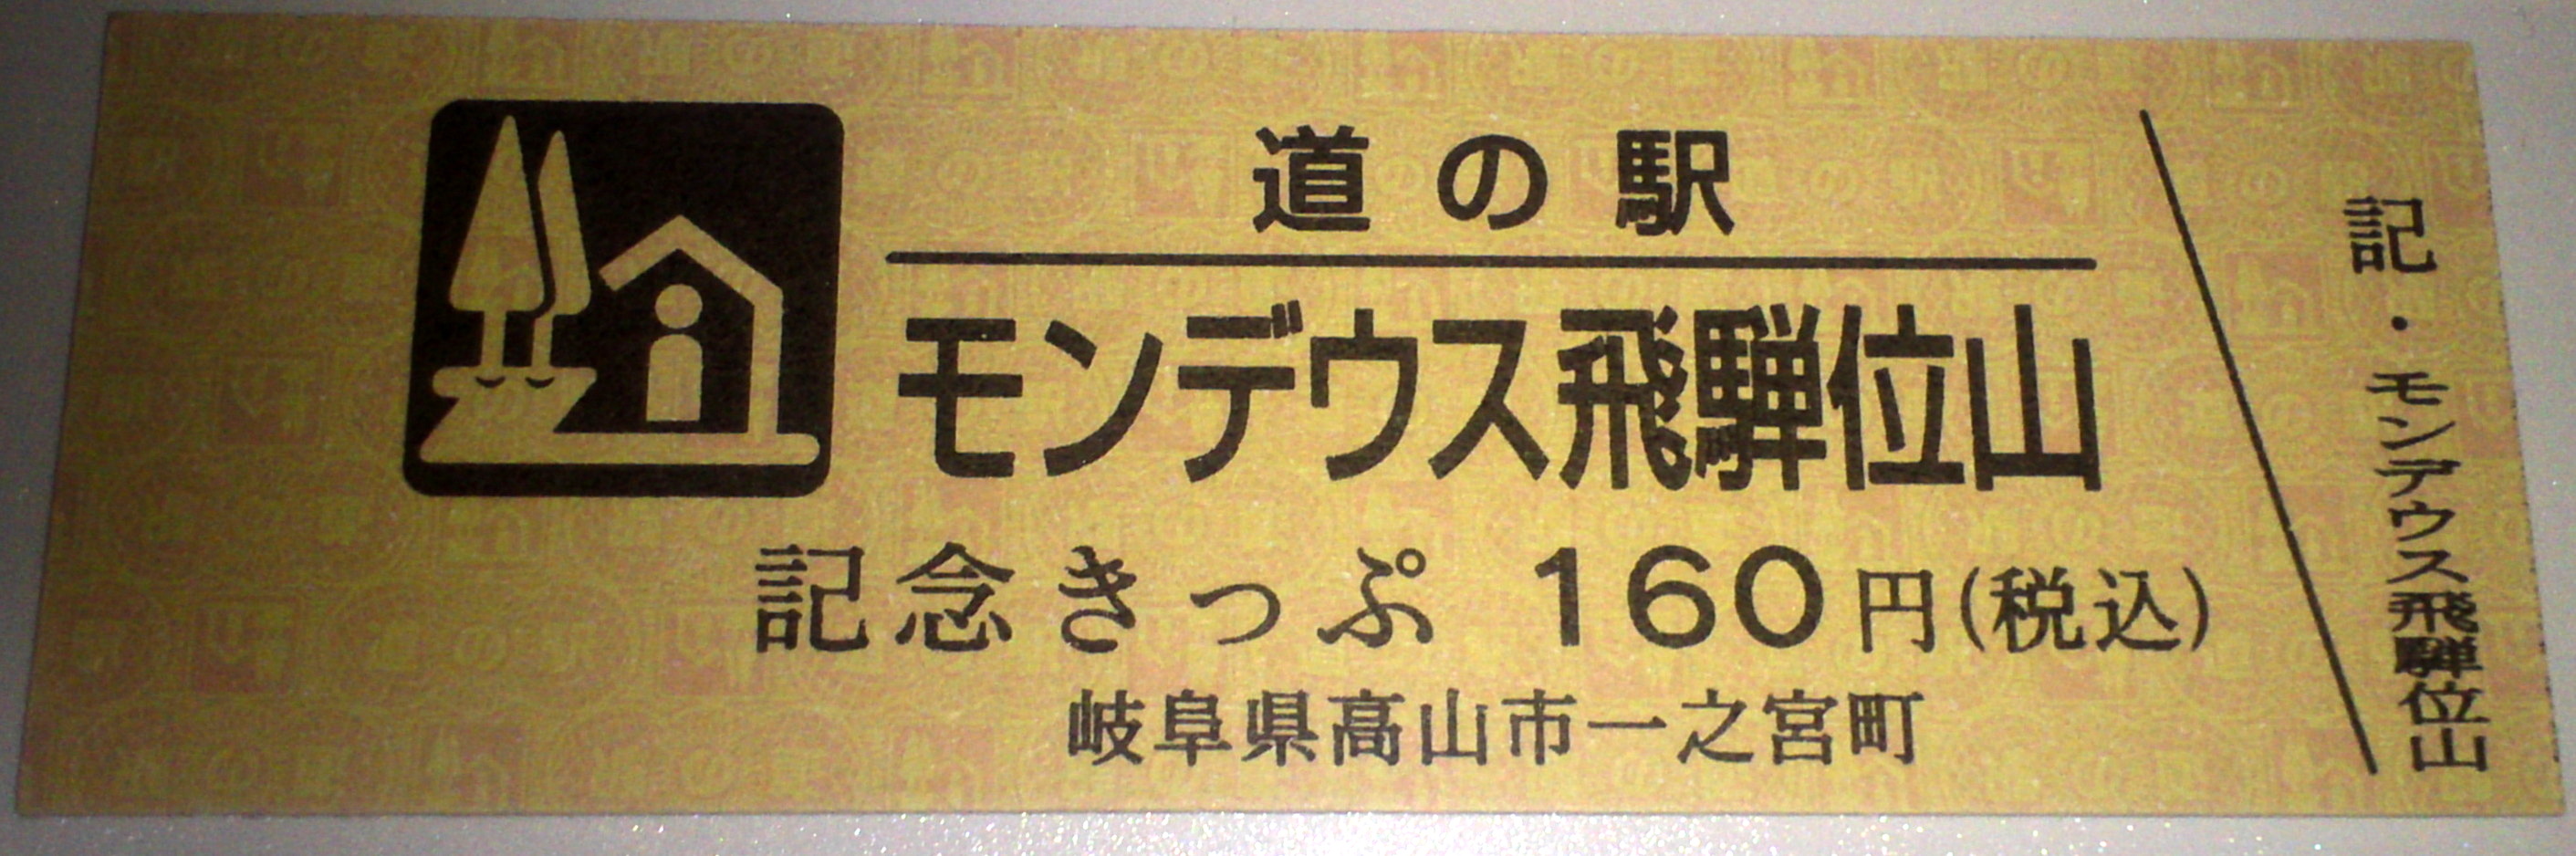 道の駅
モンデウス飛騨位山
記念きっぷ 160円(税込)
岐阜県高山市一之宮町
記・モンデウス飛騨位山